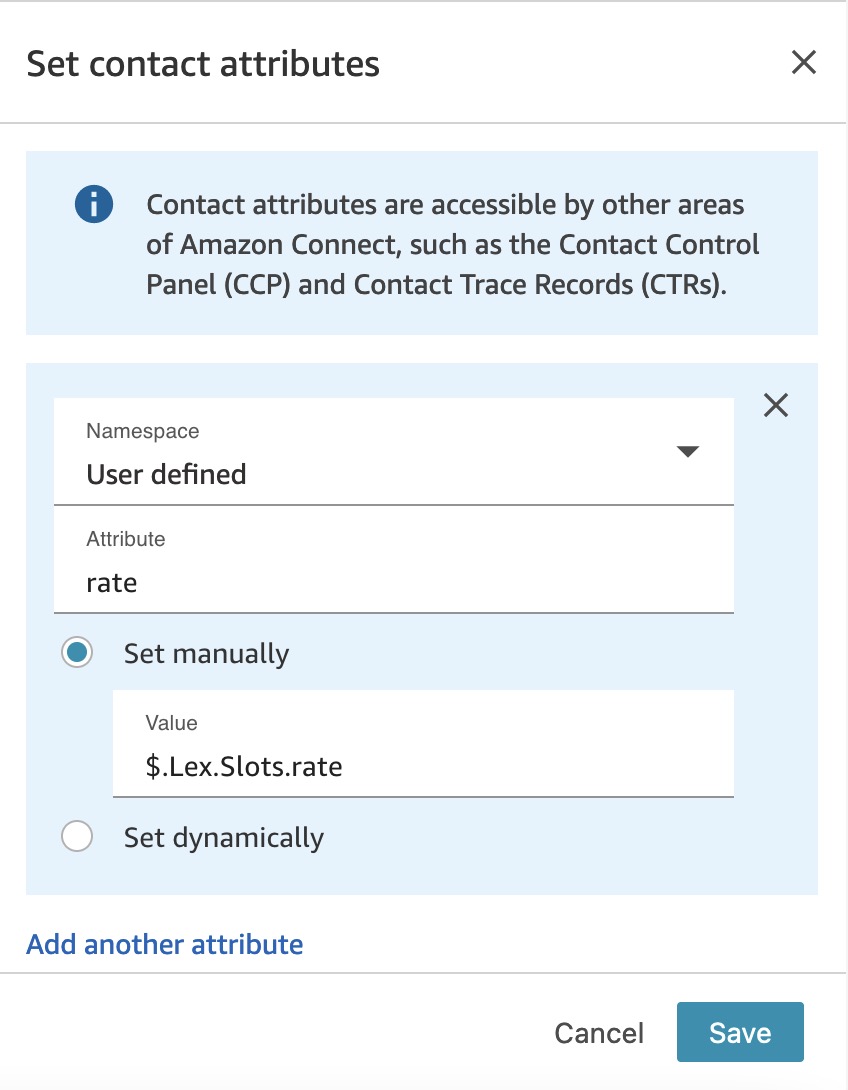 Set contact attributes
Contact attributes are accessible by other areas
of Amazon Connect, such as the Contact Control
Panel (CCP) and Contact Trace Records (CTRs).
Namespace
User defined
Attribute
rate
Set manually
Value
$.Lex.Slots.rate
Set dynamically
Add another attribute
Cancel
Save